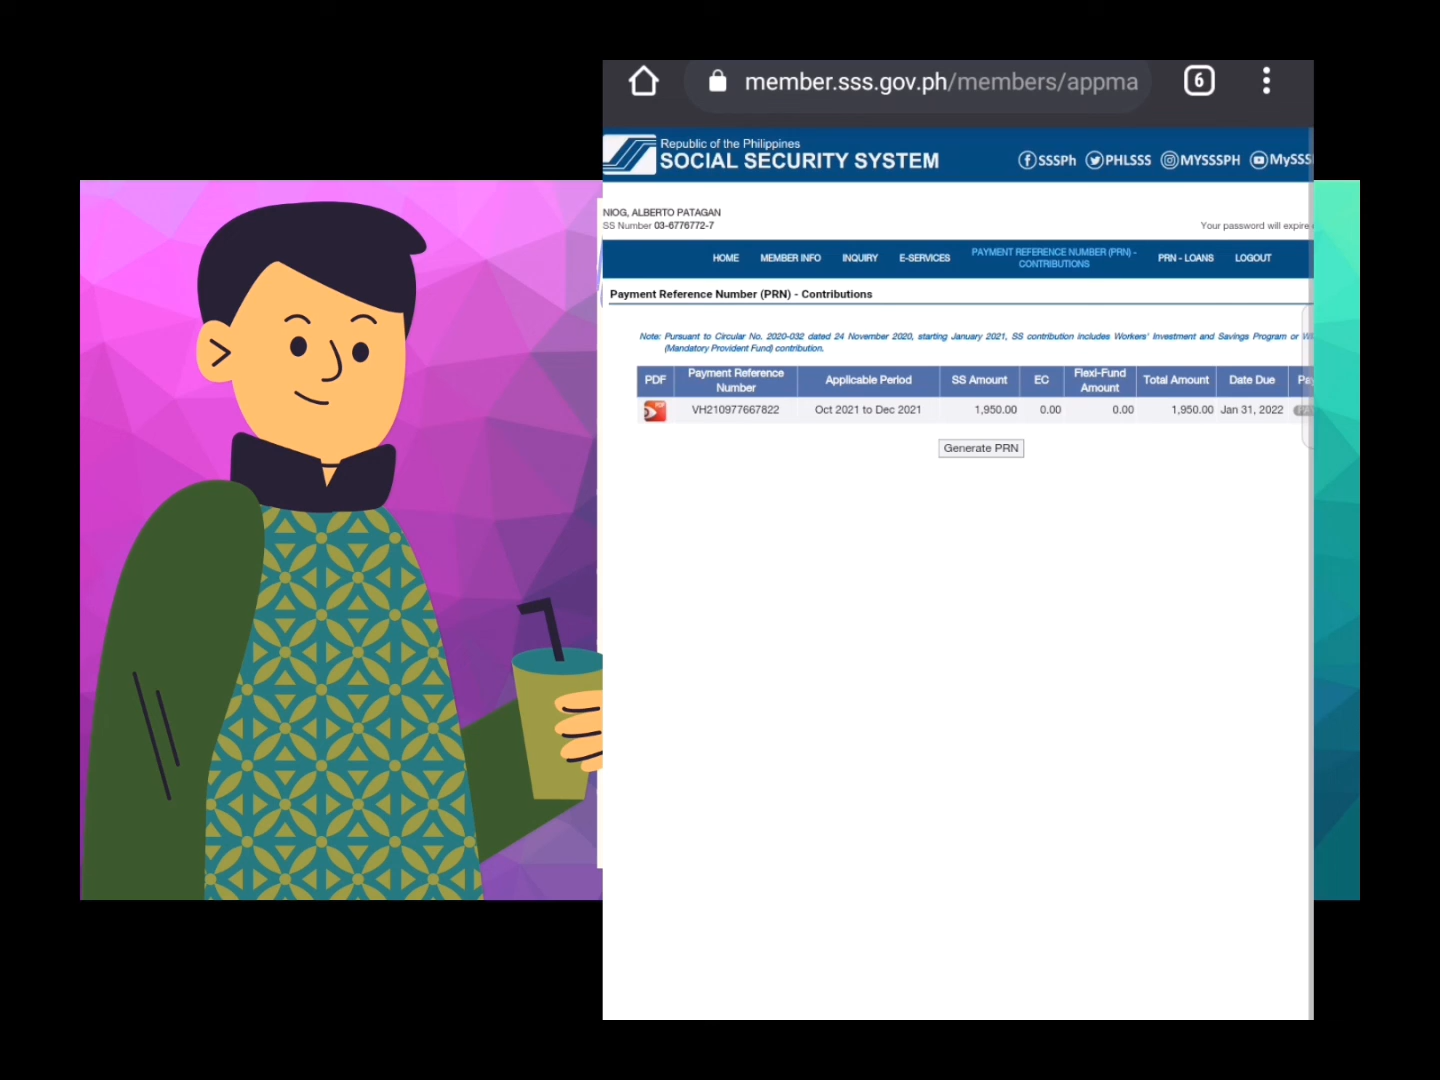 member.sss.gov.ph/members/appma
6
Republic of the Philippines
SOCIAL SECURITY SYSTEM
SSSPh PHLSSS MYSSSPH MySSS
NIOG, ALBERTO PATAGAN
SS Number 03-6776772-7
Your password will expire
HOME MEMBER INFO INQUIRY E-SERVICES PAYMENT REFERENCE NUMBER (PRN) - CONTRIBUTIONS PRN - LOANS LOGOUT
Payment Reference Number (PRN) - Contributions
Note: Pursuant to Circular No. 2020-032 dated 24 November 2020, starting January 2021, SS contribution includes Workers' Investment and Savings Program or
(Mandatory Provident Fund) contribution.
PDF Payment Reference Number Applicable Period SS Amount EC Flexi-Fund Amount Total Amount Date Due
VH210977667822 Oct 2021 to Dec 2021 1,950.00 0.00 0.00 1,950.00 Jan 31, 2022
Generate PRN